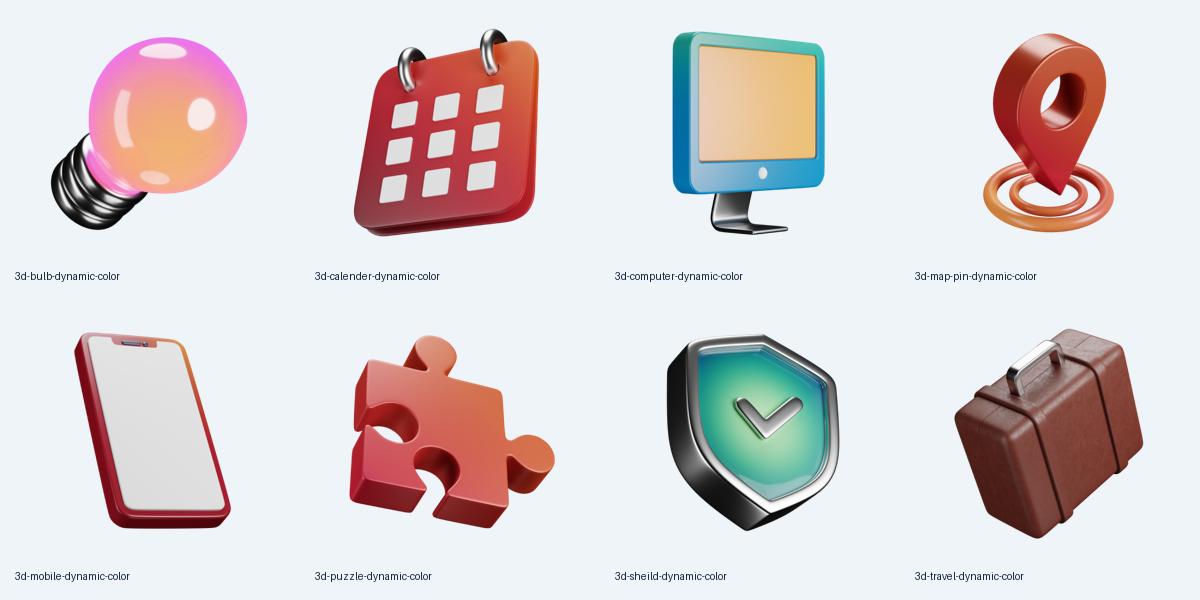 3d-bulb-dynamic-color
3d-calender-dynamic-color
3d-computer-dynamic-color
3d-map-pin-dynamic-color
3d-mobile-dynamic-color
3d-puzzle-dynamic-color
3d-sheild-dynamic-color
3d-travel-dynamic-color